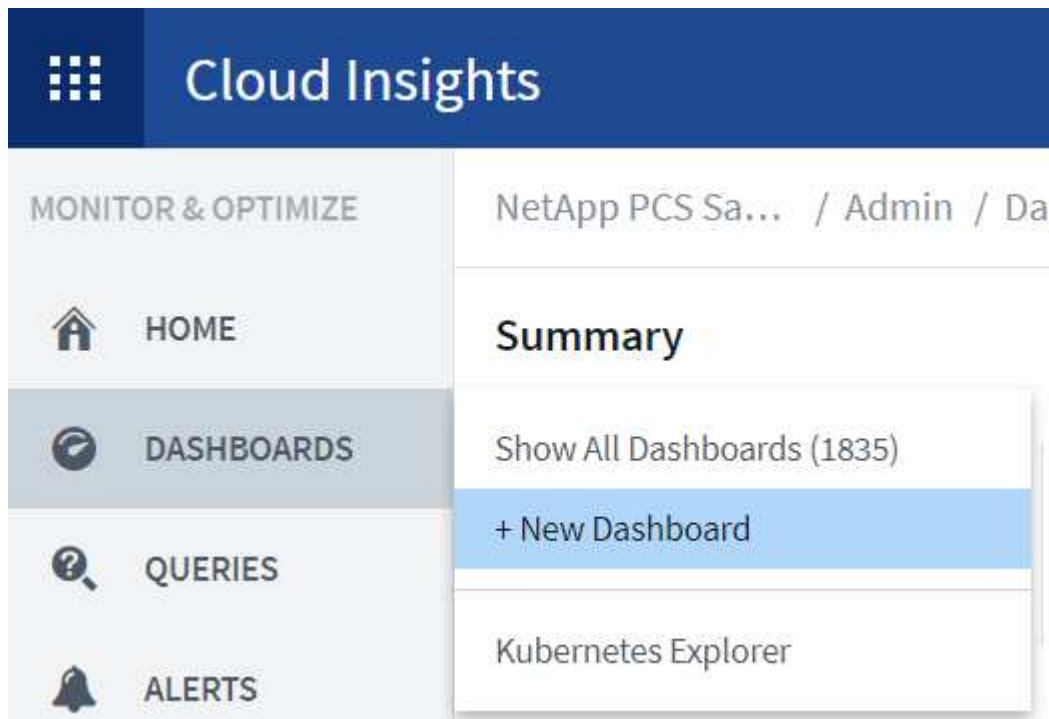 Cloud Insights
MONITOR & OPTIMIZE
NetApp PCS Sa... / Admin / Da
HOME
Summary
DASHBOARDS
Show All Dashboards (1835)
+ New Dashboard
QUERIES
Kubernetes Explorer
ALERTS